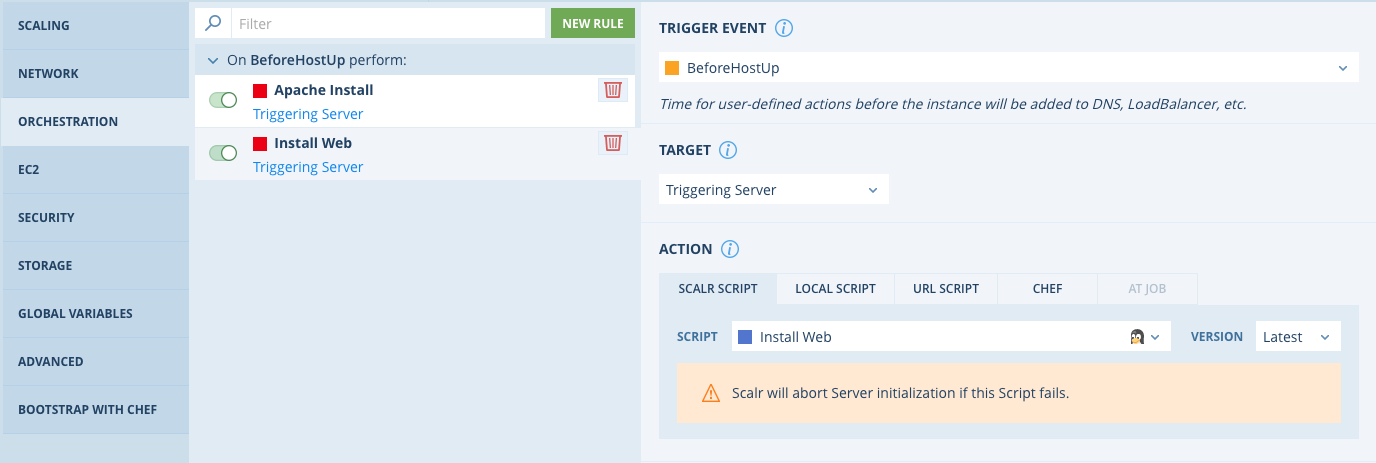 SCALING
NETWORK
ORCHESTRATION
EC2
SECURITY
STORAGE
GLOBAL VARIABLES
ADVANCED
BOOTSTRAP WITH CHEF
Filter
NEW RULE
On BeforeHostUp perform:
Apache Install
Triggering Server
Install Web
Triggering Server
TRIGGER EVENT i
BeforeHostUp
Time for user-defined actions before the instance will be added to DNS, LoadBalancer, etc.
TARGET i
Triggering Server
ACTION i
SCALR SCRIPT LOCAL SCRIPT URL SCRIPT CHEF AT JOB
SCRIPT Install Web VERSION Latest
Scalr will abort Server initialization if this Script fails.